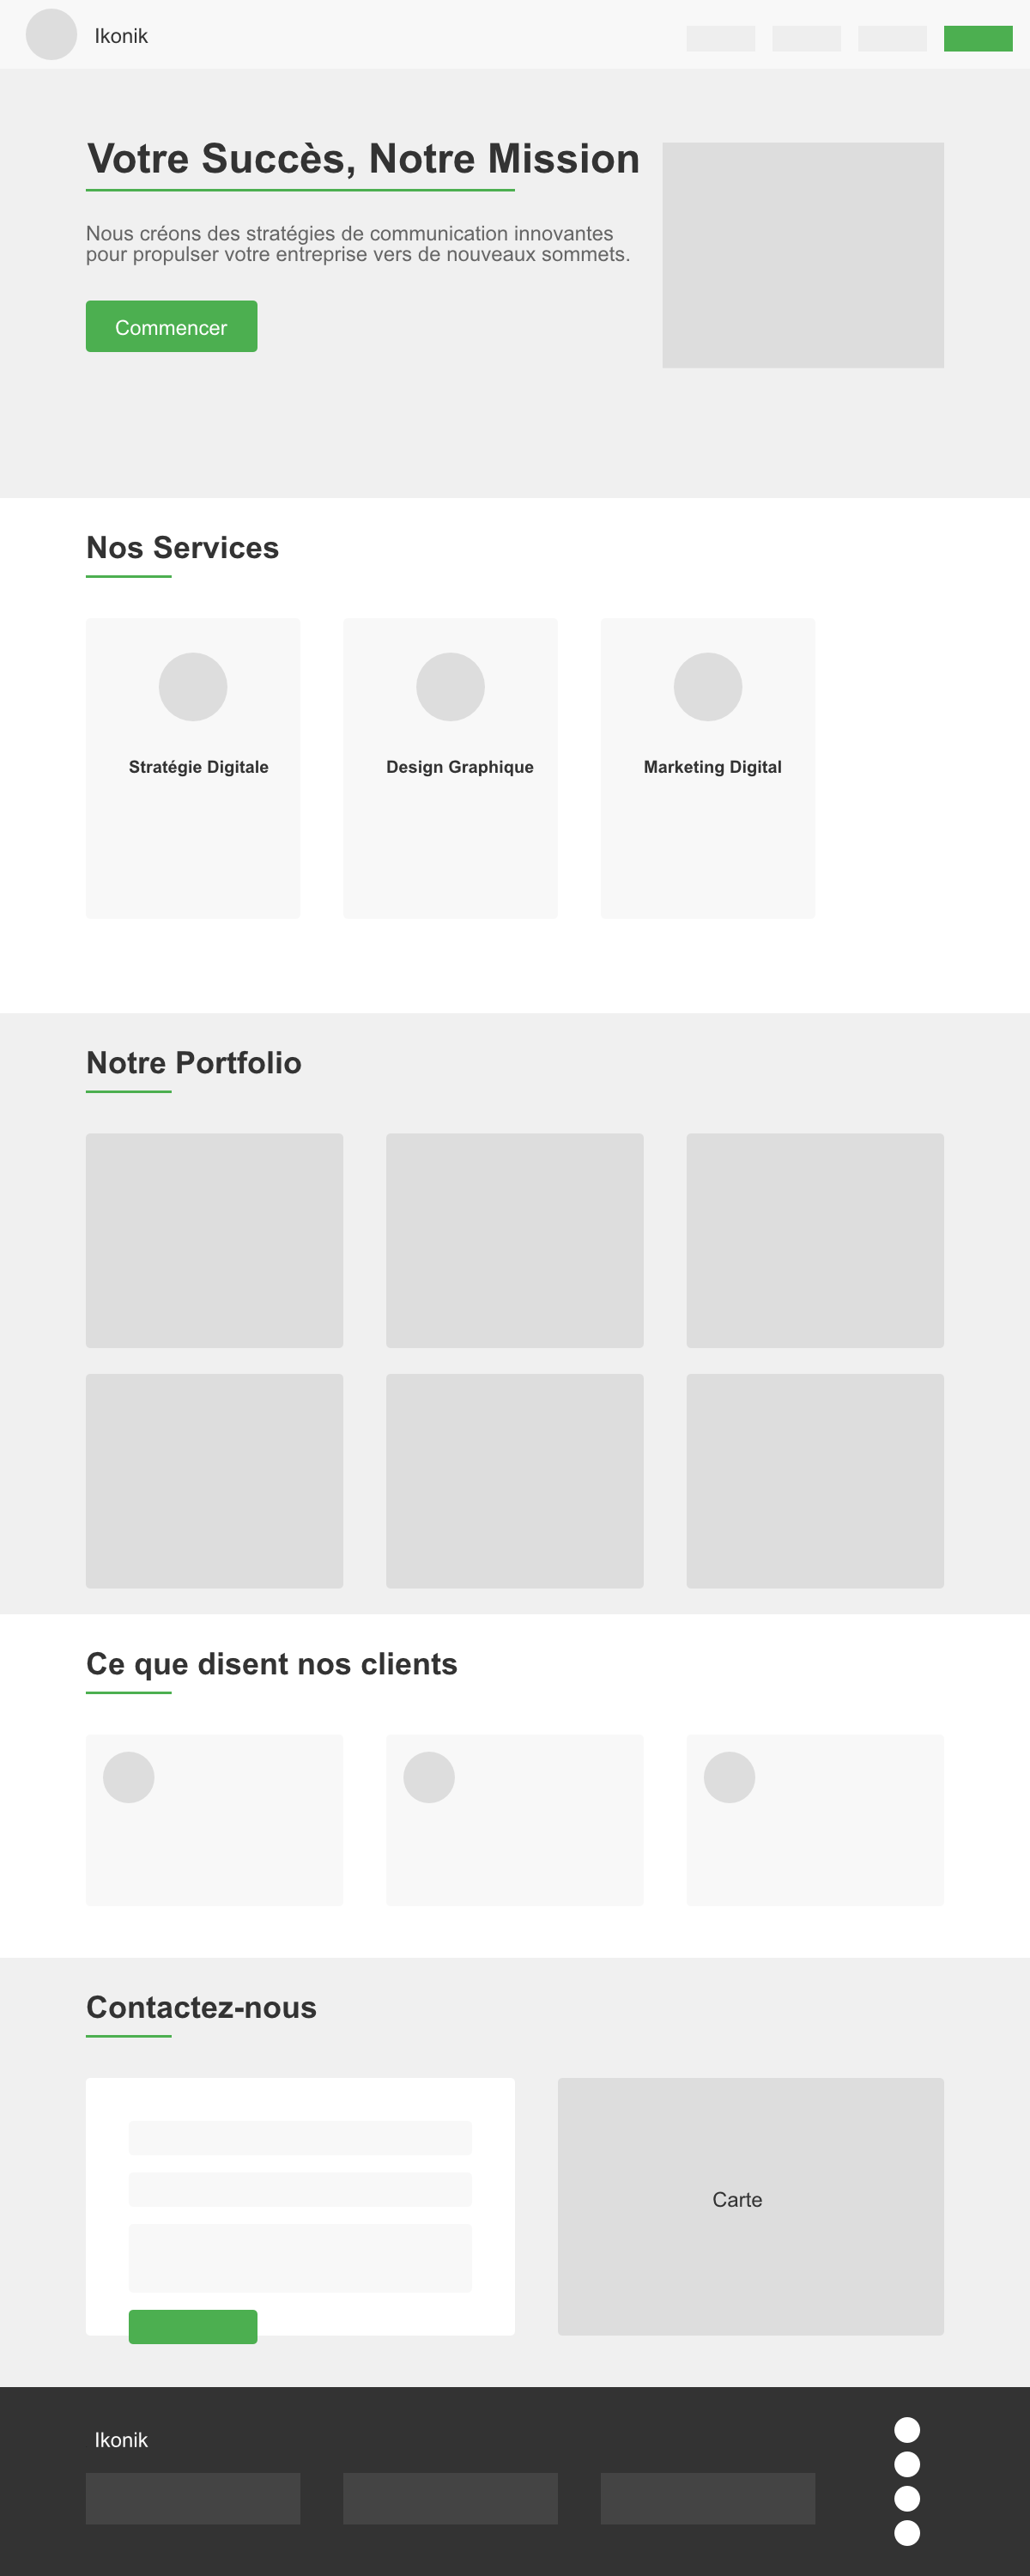 Ikonik
Votre Succès, Notre Mission
Nous créons des stratégies de communication innovantes
pour propulser votre entreprise vers de nouveaux sommets.
Commencer
Nos Services
Stratégie Digitale
Design Graphique
Marketing Digital
Notre Portfolio
Ce que disent nos clients
Contactez-nous
Carte
Ikonik